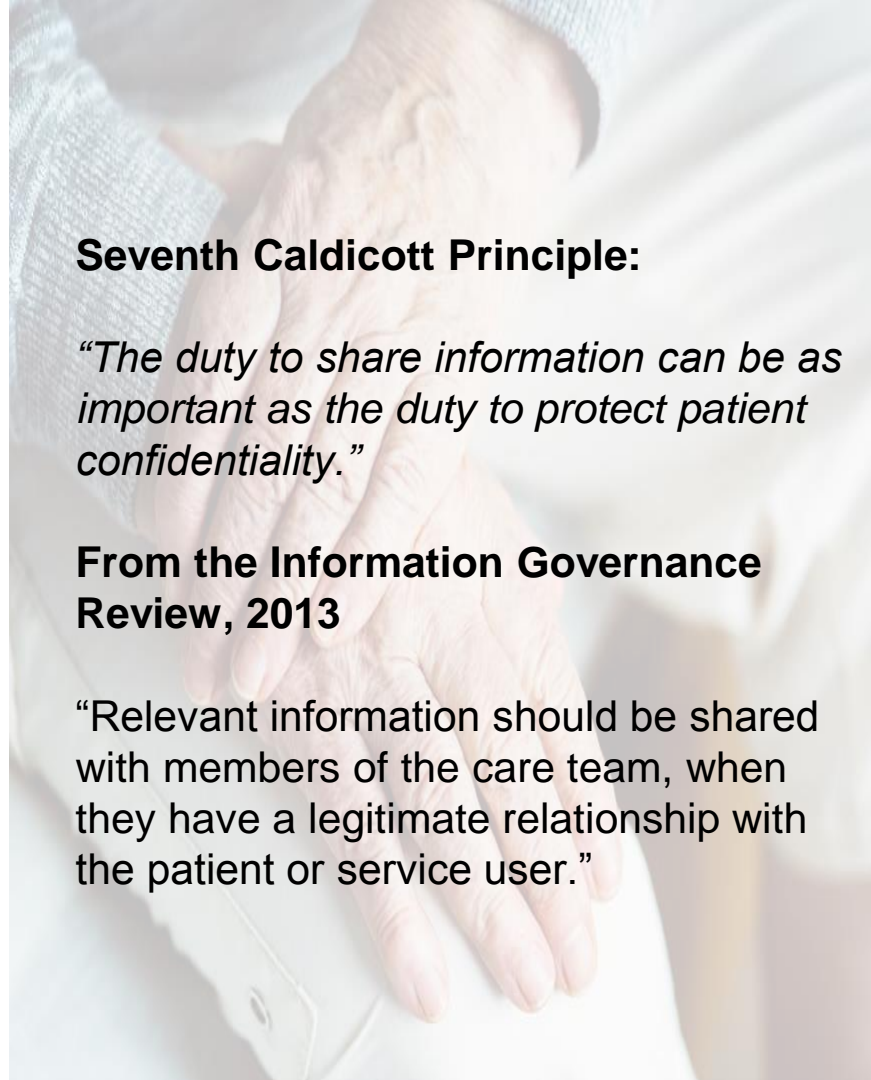 Seventh Caldicott Principle:
“The duty to share information can be as
important as the duty to protect patient
confidentiality.”
From the Information Governance
Review, 2013
“Relevant information should be shared
with members of the care team, when
they have a legitimate relationship with
the patient or service user.”